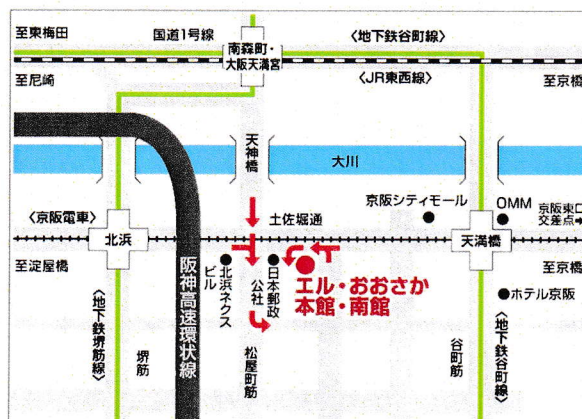 至東梅田
国道1号線
南森町・
大阪天満宮
〈地下鉄谷町線〉
至尼崎
〈JR東西線〉
至京橋
天神橋
大川
京阪シティモール
OMM
京阪東口
交差点➡
〈京阪電車〉
北浜
土佐堀通
天満橋
至淀屋橋
至京橋
阪神高速環状線
北浜ネクス
ビル
日本郵政
公社
エル・おおさか
本館・南館
ホテル京阪
〈地下鉄堺筋線〉
堺筋
松屋町筋
谷町筋
〈地下鉄谷町線〉